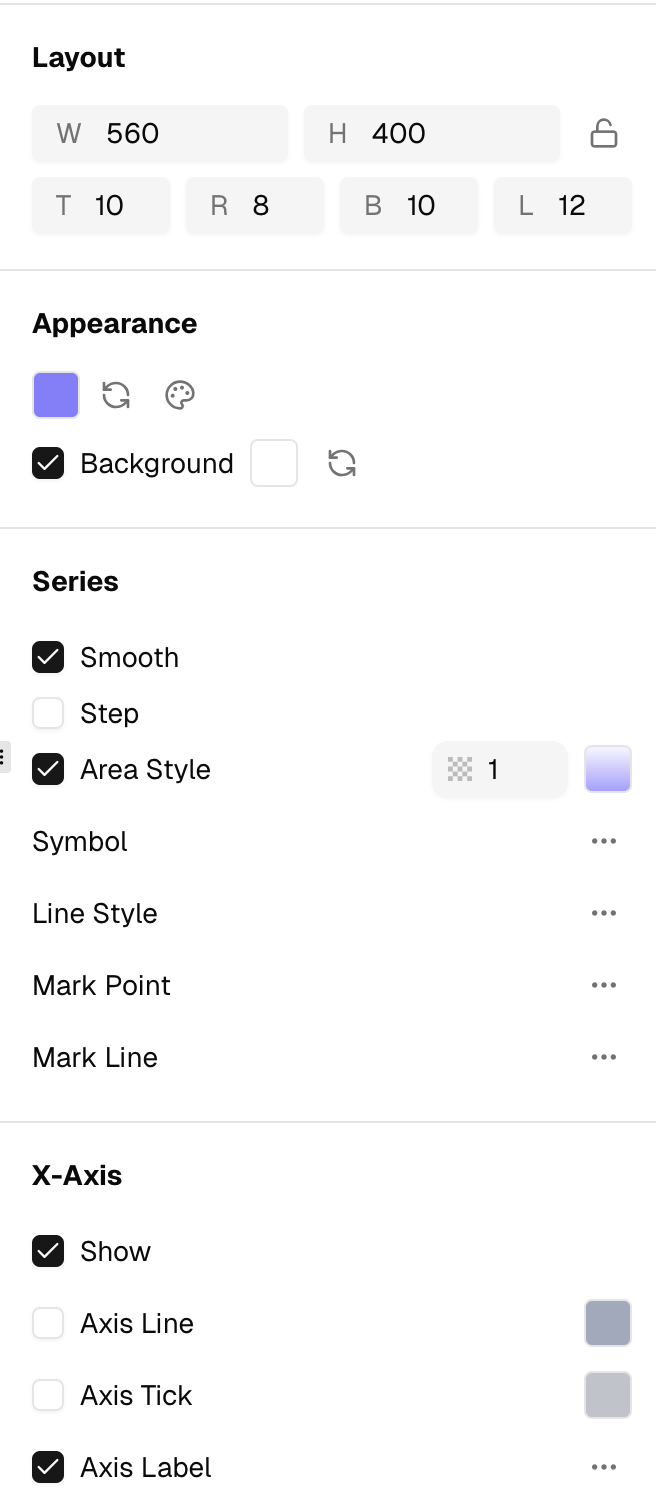 Layout
W 560 H 400
T 10 R 8 B 10 L 12
Appearance
Background
Series
Smooth
Step
Area Style 1
Symbol
Line Style
Mark Point
Mark Line
X-Axis
Show
Axis Line
Axis Tick
Axis Label